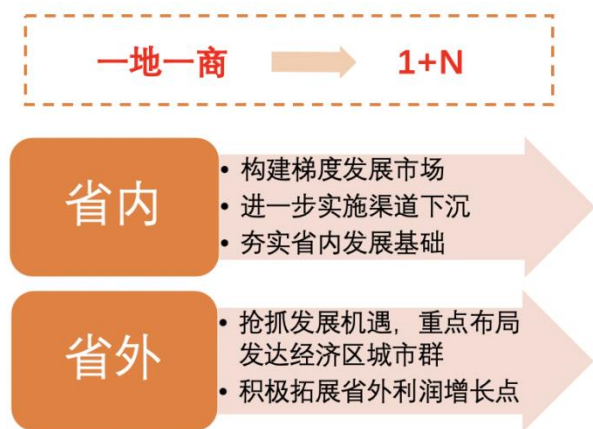 一地一商 1+N
省内
• 构建梯度发展市场
• 进一步实施渠道下沉
• 夯实省内发展基础
省外
• 抢抓发展机遇，重点布局
发达经济区城市群
• 积极拓展省外利润增长点